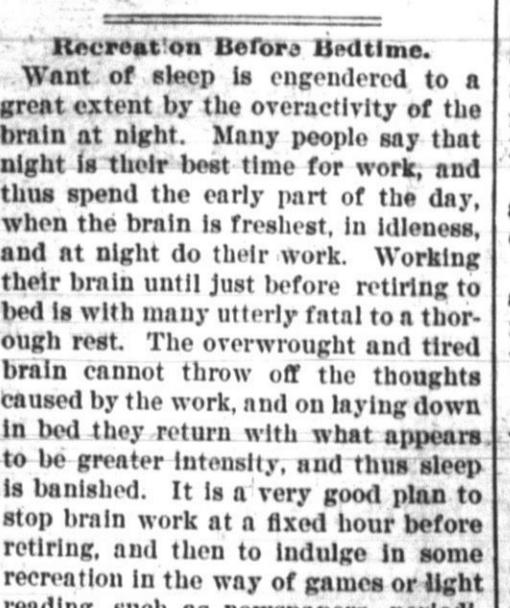 Recreation Before Bedtime.
Want of sleep is engendered to a
great extent by the overactivity of the
brain at night. Many people say that
night is their best time for work, and
thus spend the early part of the day,
when the brain is freshest, in idleness,
and at night do their work. Working
their brain until just before retiring to
bed is with many utterly fatal to a thor-
ough rest. The overwrought and tired
brain cannot throw off the thoughts
caused by the work, and on laying down
in bed they return with what appears
to be greater intensity, and thus sleep
is banished. It is a very good plan to
stop brain work at a fixed hour before
retiring, and then to indulge in some
recreation in the way of games or light
reading, such as newspapers,